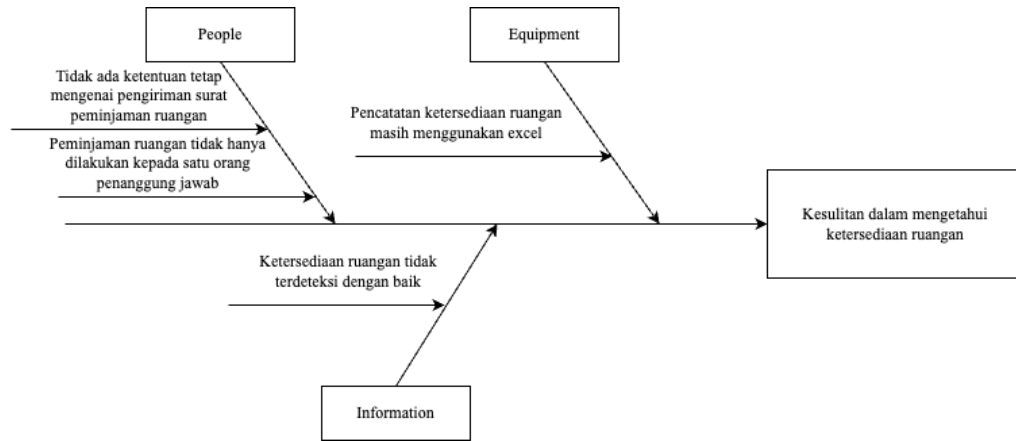 People
Equipment
Tidak ada ketentuan tetap
mengenai pengiriman surat
peminjaman ruangan
Pencatatan ketersediaan ruangan
masih menggunakan excel
Peminjaman ruangan tidak hanya
dilakukan kepada satu orang
penanggung jawab
Kesulitan dalam mengetahui
ketersediaan ruangan
Ketersediaan ruangan tidak
terdeteksi dengan baik
Information